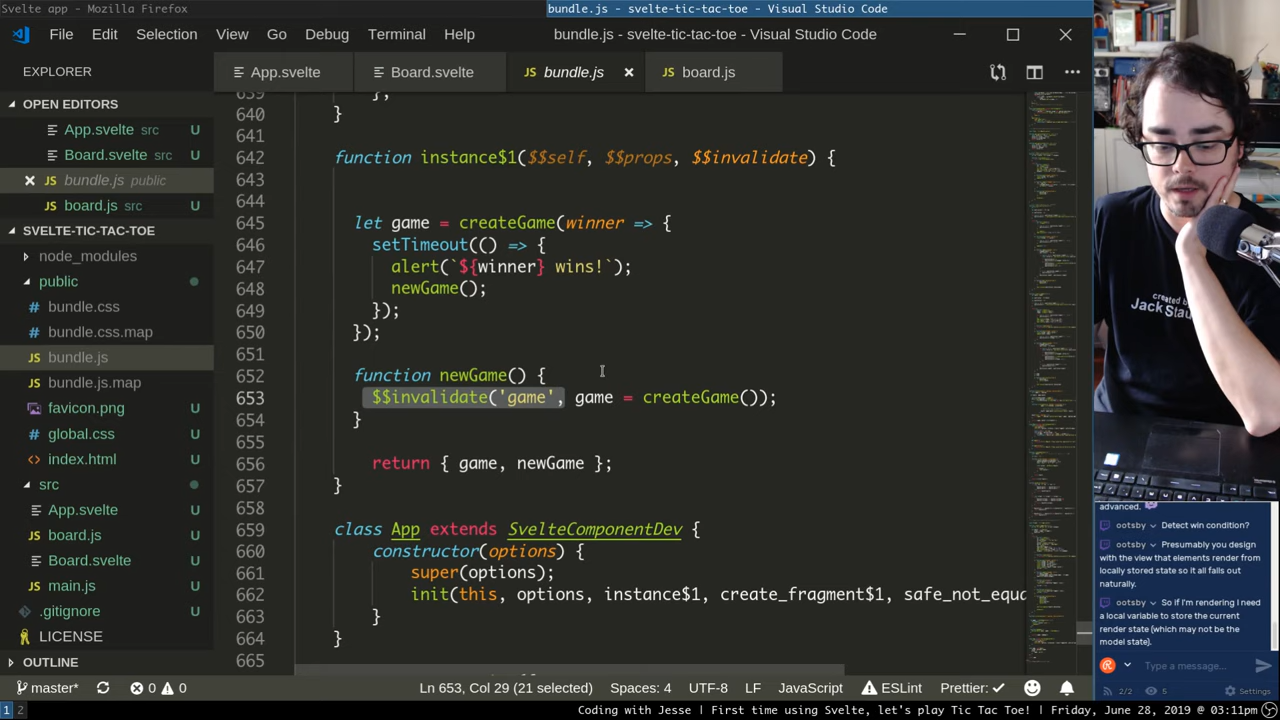 Svelte app - Mozilla Firefox
bundle.js - svelte-tic-tac-toe - Visual Studio Code
File Edit Selection View Go Debug Terminal Help
bundle.js - svelte-tic-tac-toe - Visual Studio Code
EXPLORER
App.svelte
Board.svelte
bundle.js
board.js
OPEN EDITORS
App.svelte src U
Board.svelte src U
bundle.js public
board.js src U
SVELTE-TIC-TAC-TOE
node_modules
public
bundle.css U
bundle.css.map U
bundle.js U
bundle.js.map U
favicon.png U
global.css U
index.html U
src
App.svelte U
board.js U
Board.svelte U
main.js U
.gitignore U
LICENSE U
OUTLINE
639 };
640 }
641
642 function instance$1($$self, $$props, $$invalidate) {
643
644
645 let game = createGame(winner => {
646 setTimeout(() => {
647 alert(`${winner} wins!`);
648 newGame();
649 });
650 });
651
652 function newGame() {
653 $$invalidate('game', game = createGame());
654 }
655
656 return { game, newGame };
657 }
658
659 class App extends SvelteComponentDev {
660 constructor(options) {
661 super(options);
662 init(this, options, instance$1, create_fragment$1, safe_not_equa
663 }
664 }
665
created by
Jack Slau
advanced.
ootsby Detect win condition?
ootsby Presumably you design
with the view that elements render from
locally stored state so it all falls out
naturally.
ootsby So if I'm rendering I need
a local variable to store the current
render state (which may not be the
model state).
Type a message...
2/2 5 Settings
master* 0 0 Ln 653, Col 29 (21 selected) Spaces: 4 UTF-8 LF JavaScript ESLint Prettier: ✓
1 2
Coding with Jesse | First time using Svelte, let's play Tic Tac Toe! | Friday, June 28, 2019 @ 03:11pm